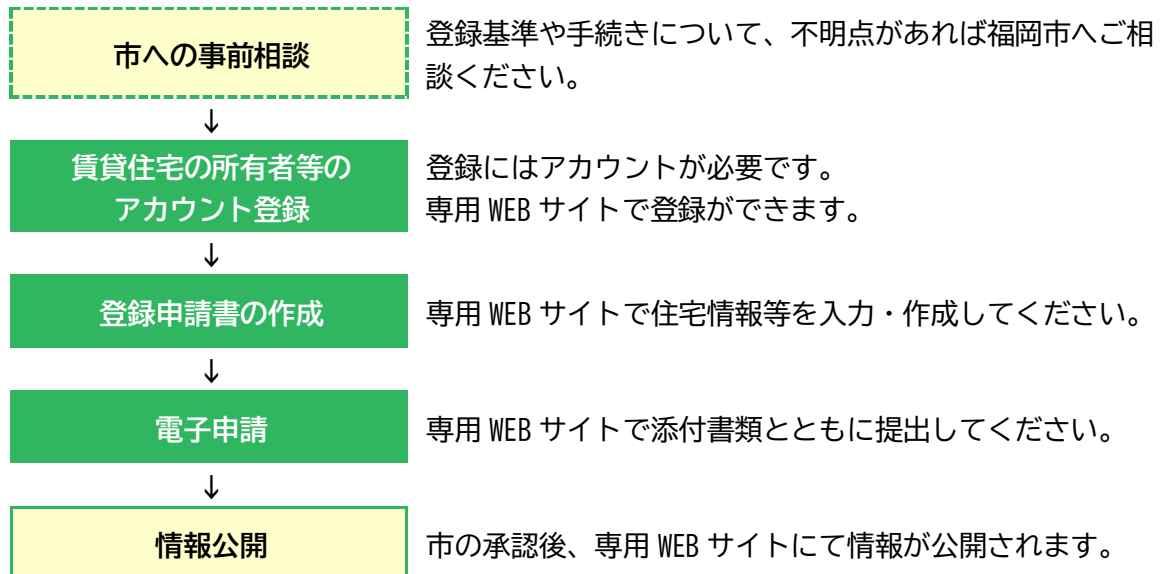 市への事前相談
登録基準や手続きについて、不明点があれば福岡市へご相
談ください。
↓
賃貸住宅の所有者等の
アカウント登録
登録にはアカウントが必要です。
専用 WEB サイトで登録ができます。
↓
登録申請書の作成
専用 WEB サイトで住宅情報等を入力・作成してください。
↓
電子申請
専用 WEB サイトで添付書類とともに提出してください。
↓
情報公開
市の承認後、専用 WEB サイトにて情報が公開されます。